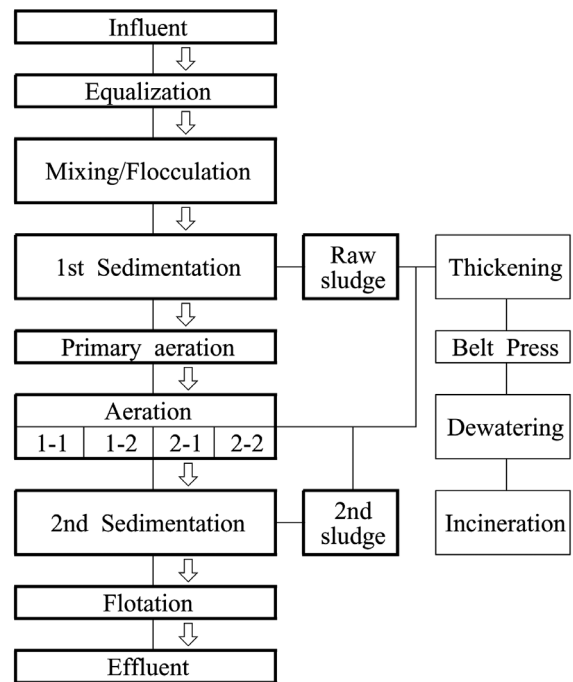 Influent
Equalization
Mixing/Flocculation
1st Sedimentation
Raw
sludge
Thickening
Primary aeration
Belt Press
Aeration
1-1 1-2 2-1 2-2
Dewatering
2nd Sedimentation
2nd
sludge
Incineration
Flotation
Effluent